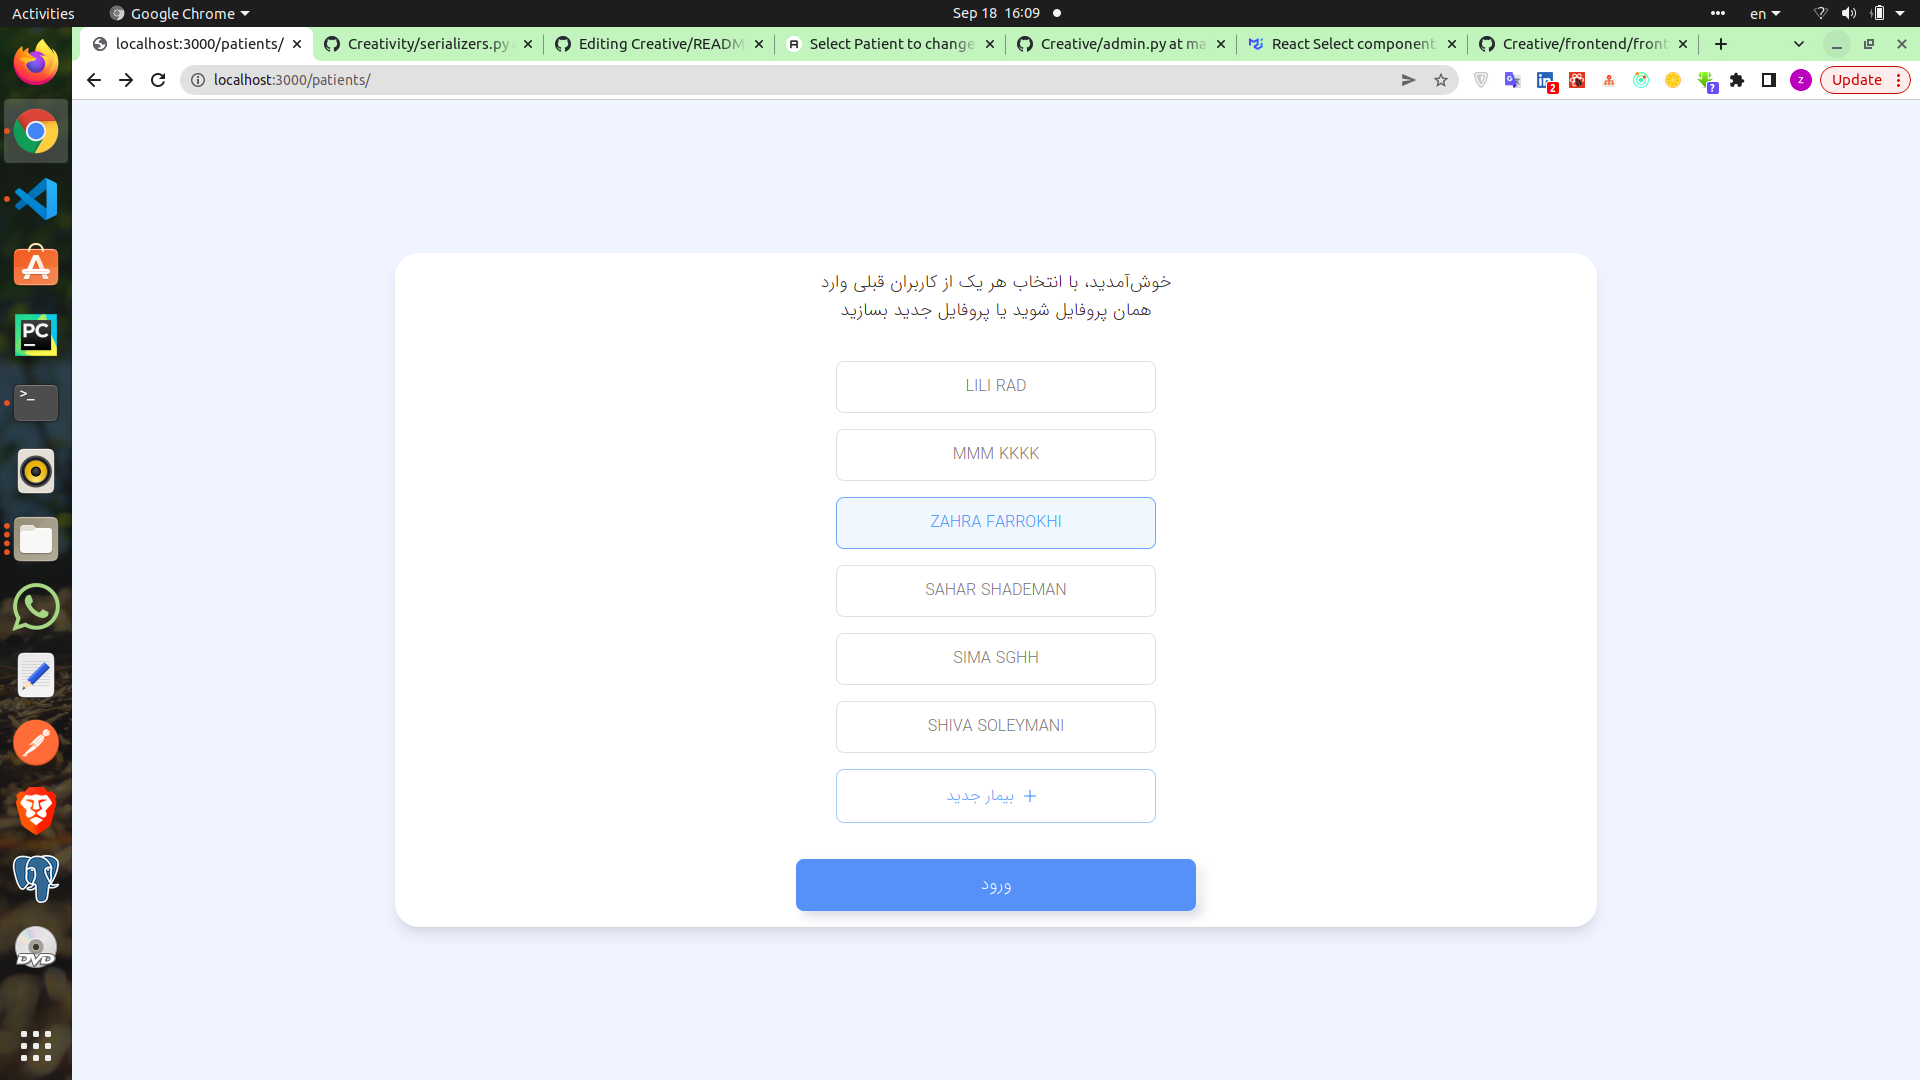 Activities
Google Chrome
Sep 18 16:09
en
localhost:3000/patients/
Creativity/serializers.py
Editing Creative/READM
Select Patient to change
Creative/admin.py at ma
React Select component
Creative/frontend/front
localhost:3000/patients/
2
?
z
Update
خوش‌آمدید، با انتخاب هر یک از کاربران قبلی وارد
همان پروفایل شوید یا پروفایل جدید بسازید
LILI RAD
MMM KKKK
ZAHRA FARROKHI
SAHAR SHADEMAN
SIMA SGHH
SHIVA SOLEYMANI
+ بیمار جدید
ورود
PC
>_
DVD